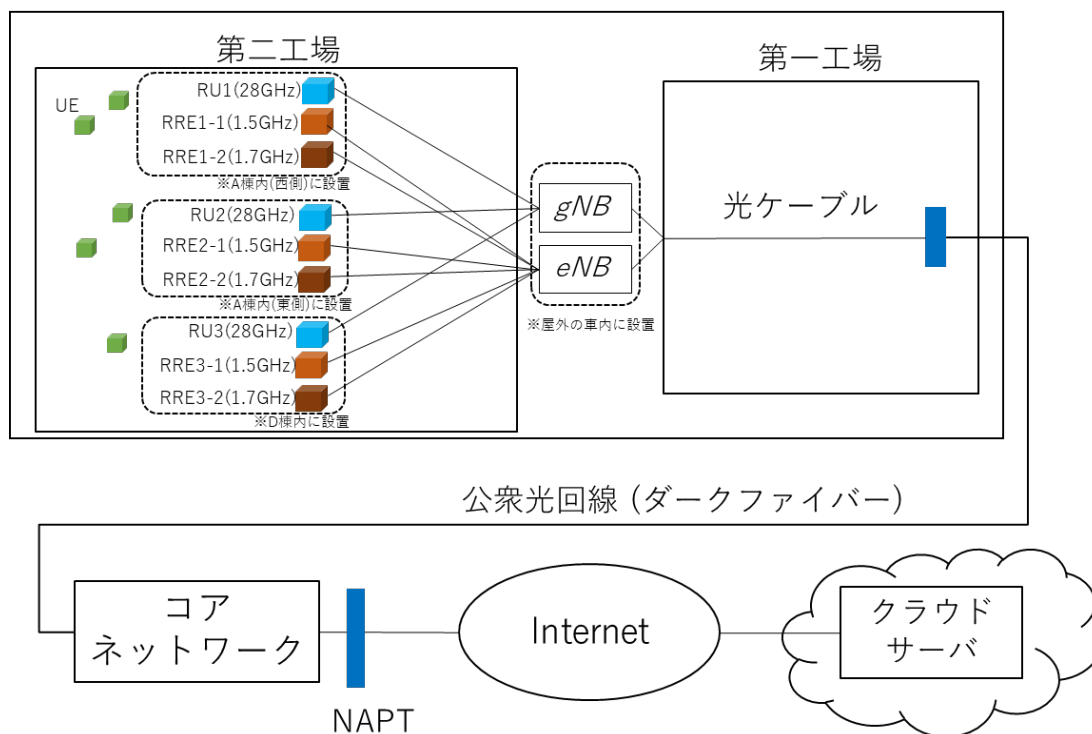 第二工場
第一工場
UE
RU1(28GHz)
RRE1-1(1.5GHz)
RRE1-2(1.7GHz)
※A棟内(西側)に設置
RU2(28GHz)
RRE2-1(1.5GHz)
RRE2-2(1.7GHz)
※A棟内(東側)に設置
RU3(28GHz)
RRE3-1(1.5GHz)
RRE3-2(1.7GHz)
※D棟内に設置
gNB
eNB
※屋外の車内に設置
光ケーブル
公衆光回線 (ダークファイバー)
コア
ネットワーク
NAPT
Internet
クラウド
サーバ